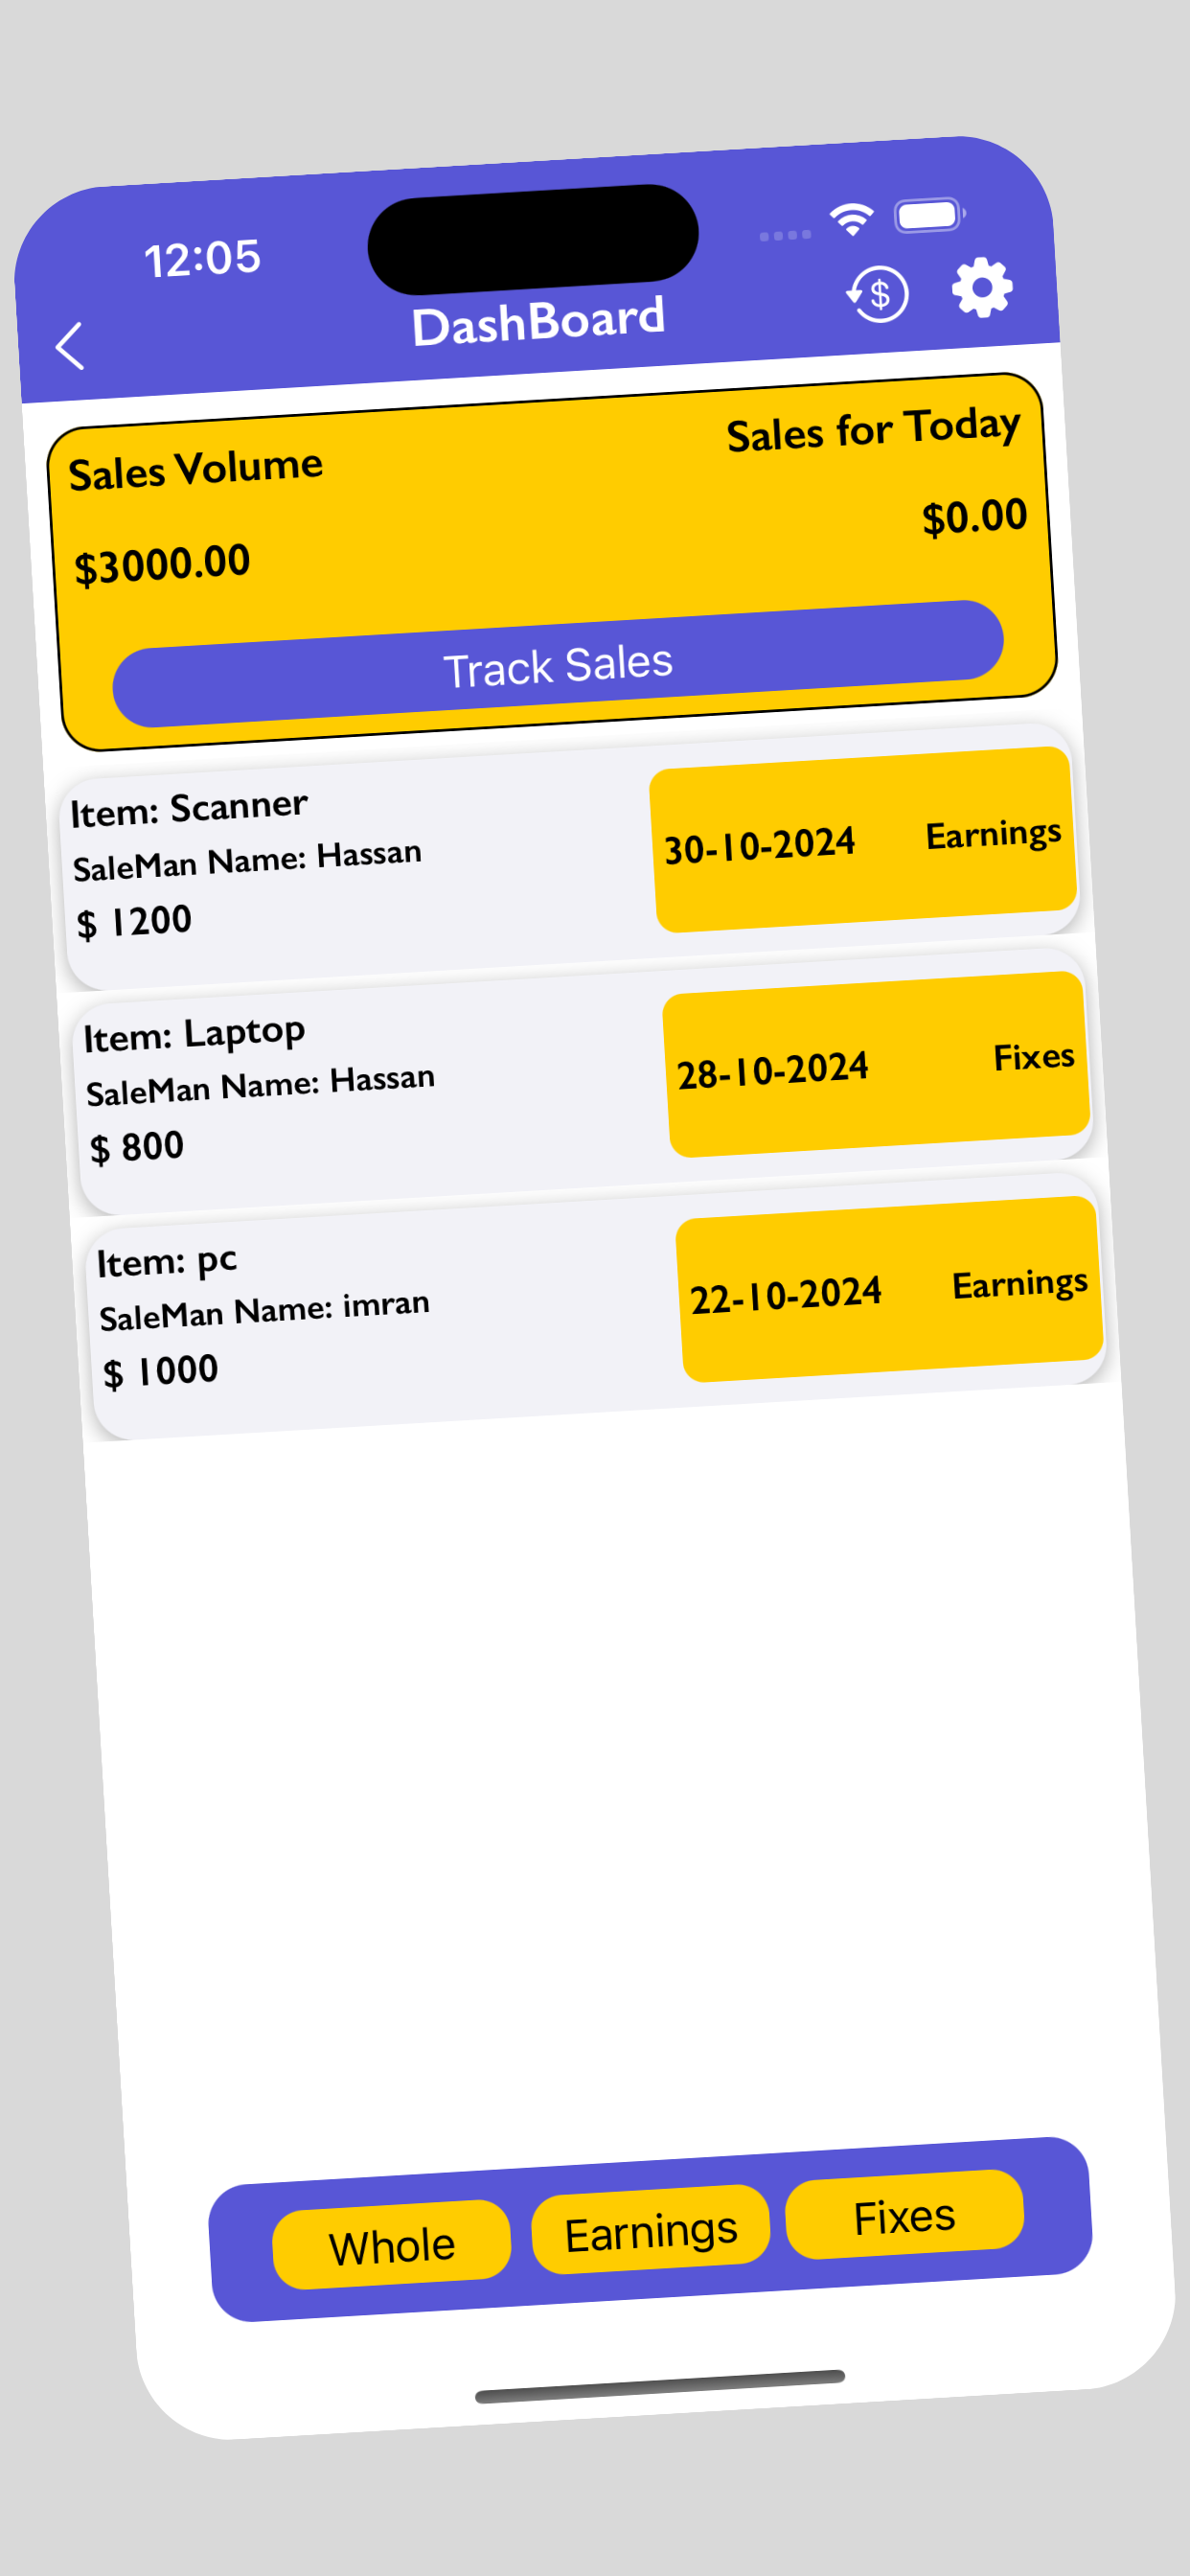 12:05
DashBoard
$
Sales Volume
Sales for Today
$3000.00
$0.00
Track Sales
Item: Scanner
SaleMan Name: Hassan
$ 1200
30-10-2024
Earnings
Item: Laptop
SaleMan Name: Hassan
$ 800
28-10-2024
Fixes
Item: pc
SaleMan Name: imran
$ 1000
22-10-2024
Earnings
Whole
Earnings
Fixes